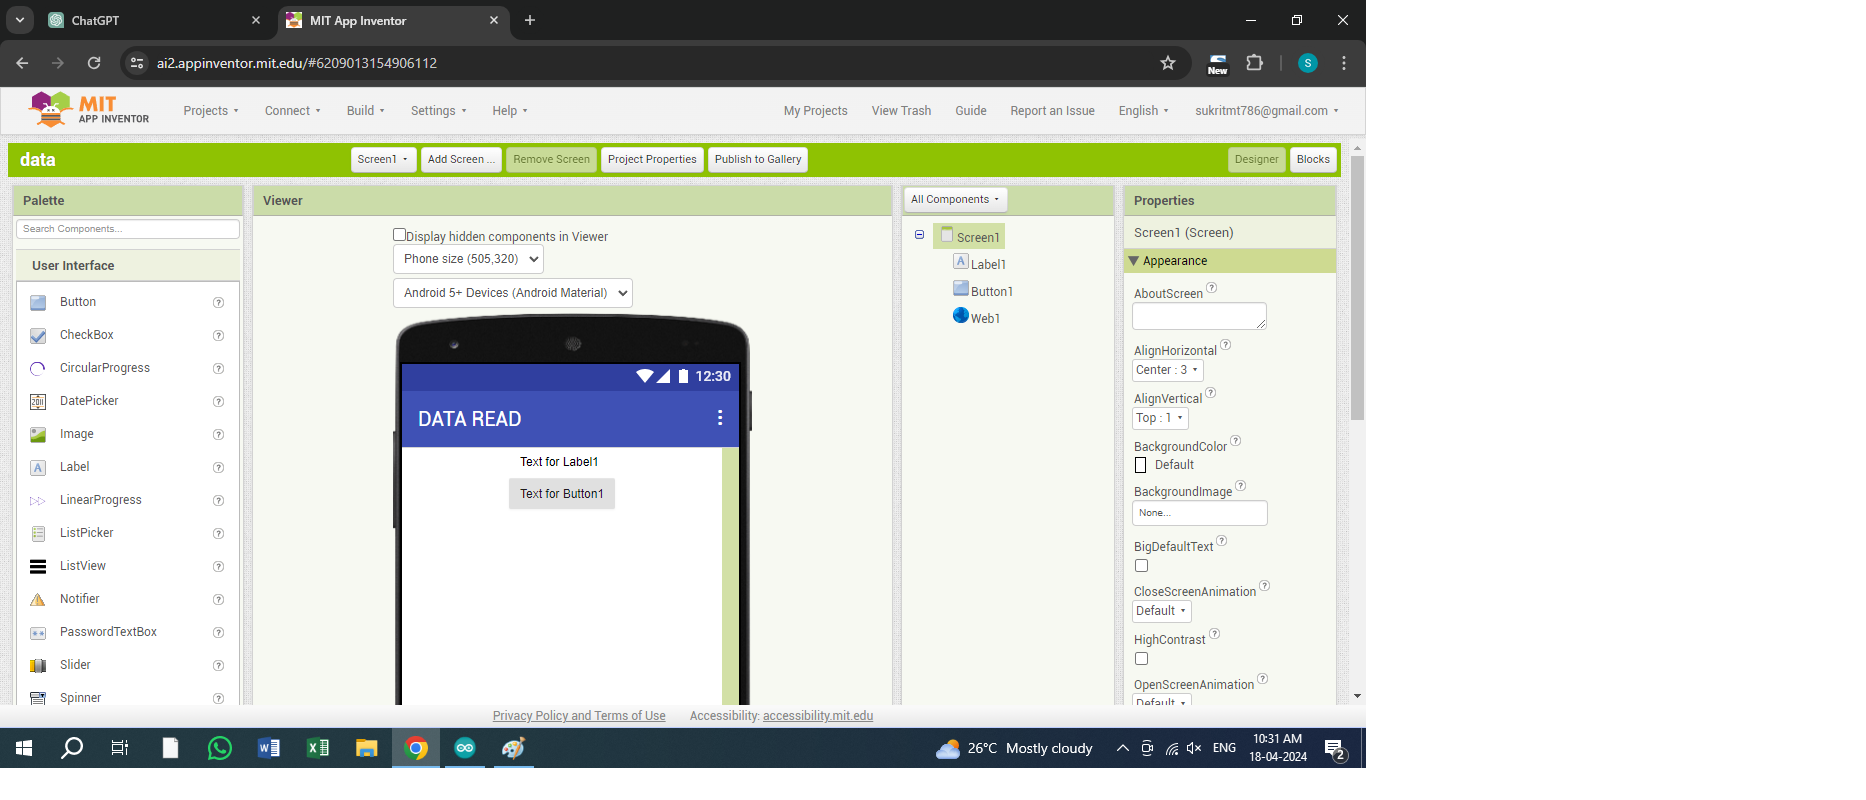 ChatGPT
MIT App Inventor
ai2.appinventor.mit.edu/#6209013154906112
New
S
MIT
APP INVENTOR
Projects
Connect
Build
Settings
Help
My Projects
View Trash
Guide
Report an Issue
English
sukritmt786@gmail.com
data
Screen1
Add Screen ...
Remove Screen
Project Properties
Publish to Gallery
Designer
Blocks
Palette
Search Components...
User Interface
Button
CheckBox
CircularProgress
DatePicker
Image
Label
LinearProgress
ListPicker
ListView
Notifier
PasswordTextBox
Slider
Spinner
Viewer
Display hidden components in Viewer
Phone size (505,320)
Android 5+ Devices (Android Material)
12:30
DATA READ
Text for Label1
Text for Button1
All Components
Screen1
Label1
Button1
Web1
Properties
Screen1 (Screen)
Appearance
AboutScreen
AlignHorizontal
Center : 3
AlignVertical
Top : 1
BackgroundColor
Default
BackgroundImage
None...
BigDefaultText
CloseScreenAnimation
Default
HighContrast
OpenScreenAnimation
Default
Privacy Policy and Terms of Use
Accessibility: accessibility.mit.edu
26°C Mostly cloudy
ENG
10:31 AM
18-04-2024
2